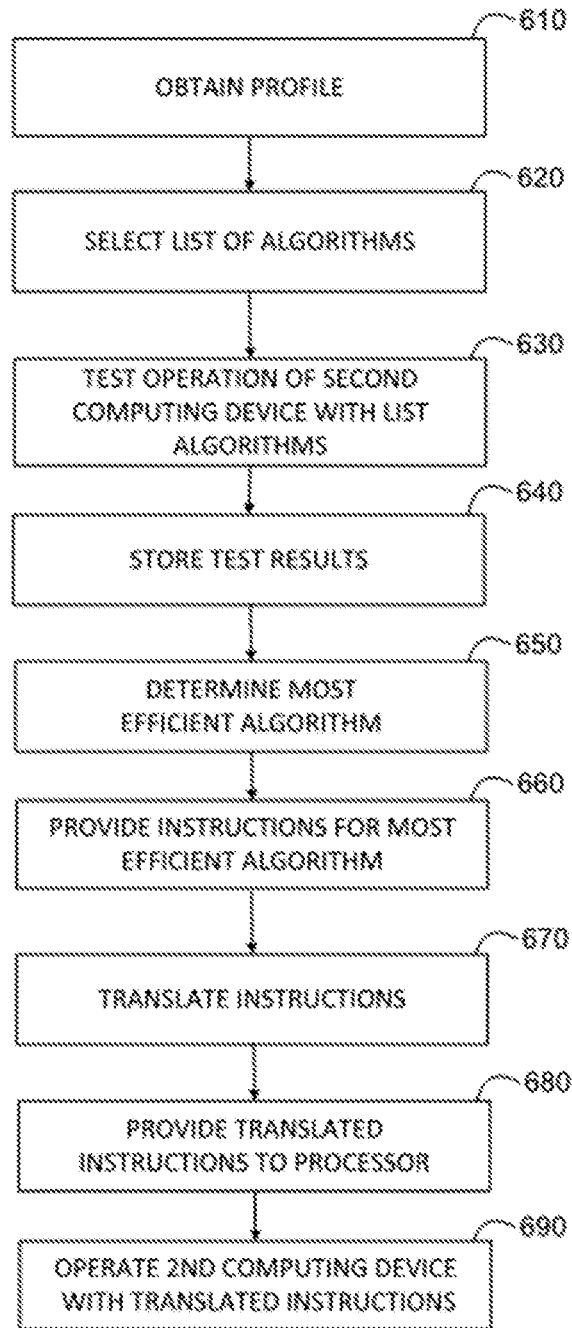 610
OBTAIN PROFILE
620
SELECT LIST OF ALGORITHMS
630
TEST OPERATION OF SECOND
COMPUTING DEVICE WITH LIST
ALGORITHMS
640
STORE TEST RESULTS
650
DETERMINE MOST
EFFICIENT ALGORITHM
660
PROVIDE INSTRUCTIONS FOR MOST
EFFICIENT ALGORITHM
670
TRANSLATE INSTRUCTIONS
680
PROVIDE TRANSLATED
INSTRUCTIONS TO PROCESSOR
690
OPERATE 2ND COMPUTING DEVICE
WITH TRANSLATED INSTRUCTIONS